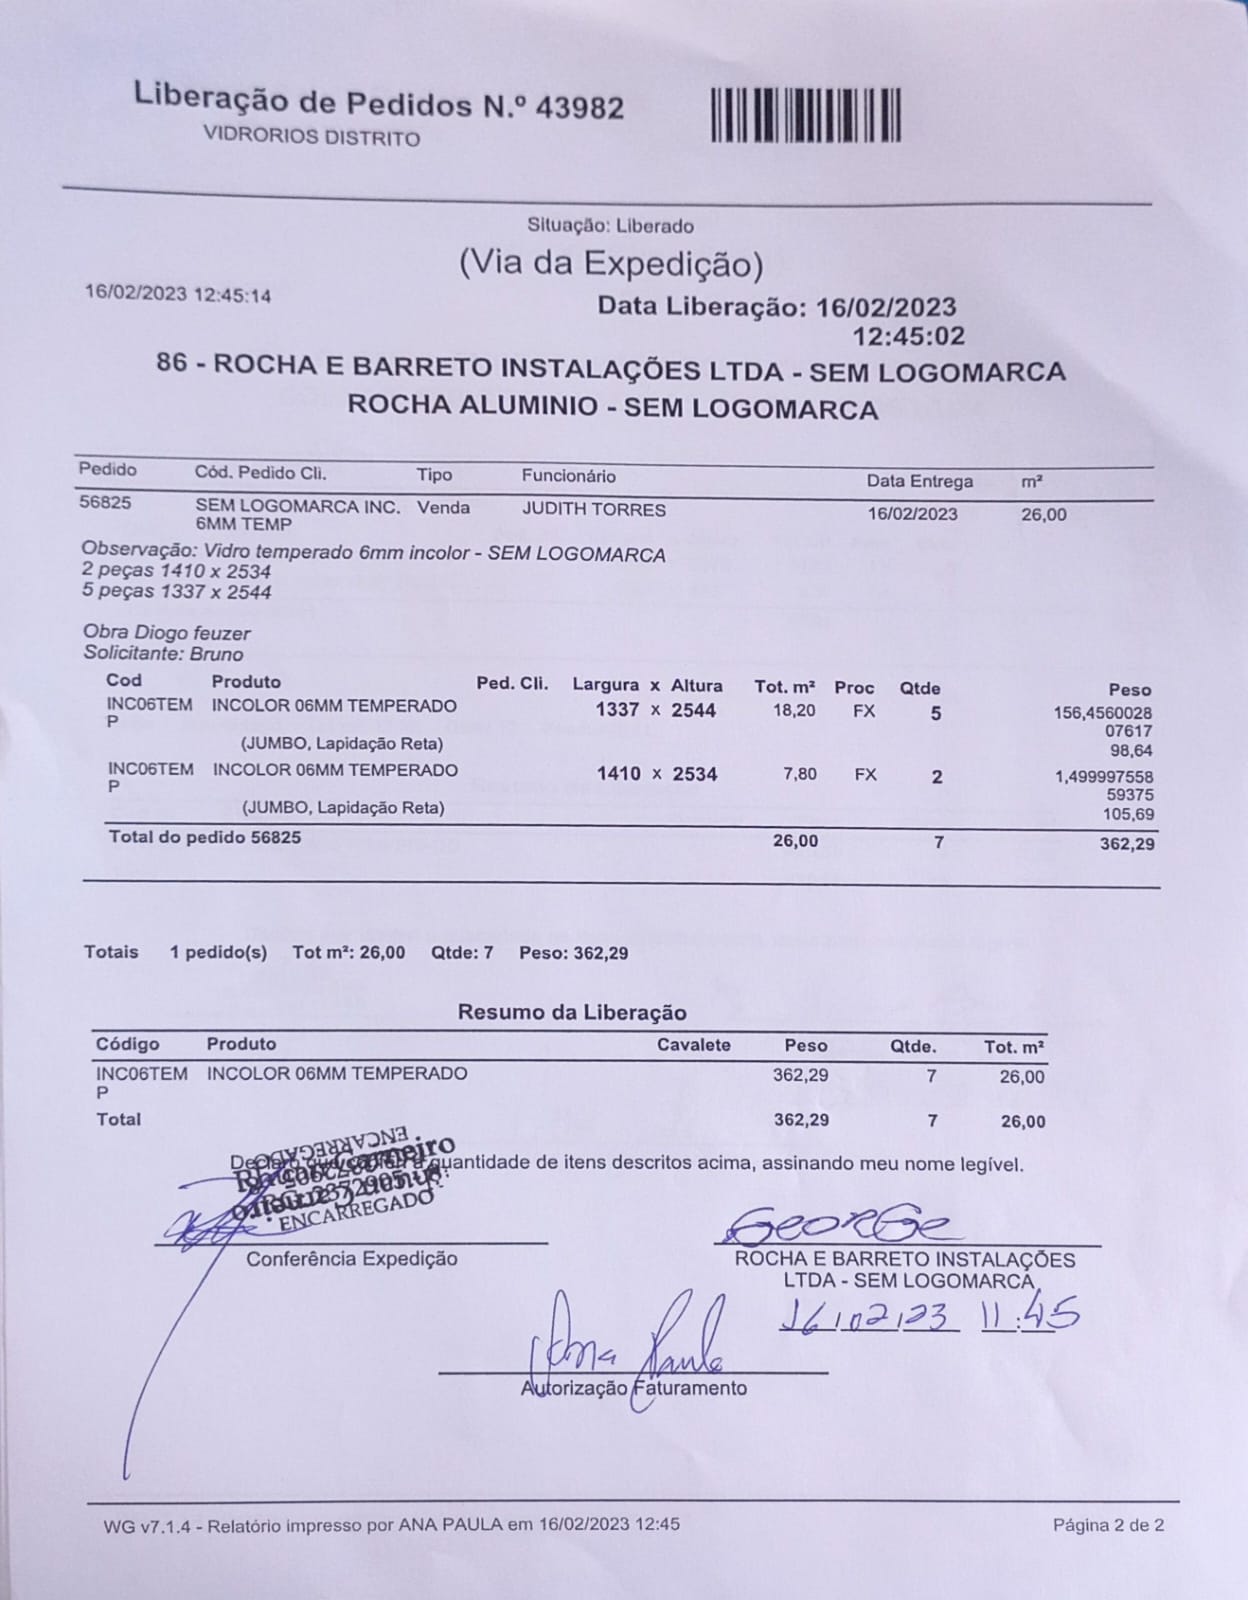 Liberação de Pedidos N.º 43982
VIDRORIOS DISTRITO
Situação: Liberado
(Via da Expedição)
16/02/2023 12:45:14
Data Liberação: 16/02/2023
12:45:02
86 - ROCHA E BARRETO INSTALAÇÕES LTDA - SEM LOGOMARCA
ROCHA ALUMINIO - SEM LOGOMARCA
Pedido Cód. Pedido Cli. Tipo Funcionário Data Entrega m²
56825 SEM LOGOMARCA INC. Venda JUDITH TORRES 16/02/2023 26,00
6MM TEMP
Observação: Vidro temperado 6mm incolor - SEM LOGOMARCA
2 peças 1410 x 2534
5 peças 1337 x 2544
Obra Diogo feuzer
Solicitante: Bruno
Cod Produto Ped. Cli. Largura x Altura Tot. m² Proc Qtde Peso
INC06TEM INCOLOR 06MM TEMPERADO 1337 x 2544 18,20 FX 5 156,4560028
P 07617
(JUMBO, Lapidação Reta) 98,64
INC06TEM INCOLOR 06MM TEMPERADO 1410 x 2534 7,80 FX 2 1,499997558
P 59375
(JUMBO, Lapidação Reta) 105,69
Total do pedido 56825 26,00 7 362,29
Totais 1 pedido(s) Tot m²: 26,00 Qtde: 7 Peso: 362,29
Resumo da Liberação
Código Produto Cavalete Peso Qtde. Tot. m²
INC06TEM INCOLOR 06MM TEMPERADO 362,29 7 26,00
P
Total 362,29 7 26,00
ENCARREGADO
quantidade de itens descritos acima, assinando meu nome legível.
ENCARREGADO
GEORGE
Conferência Expedição
ROCHA E BARRETO INSTALAÇÕES
LTDA - SEM LOGOMARCA
16/02/23 11:45
Ana Paula
Autorização Faturamento
WG v7.1.4 - Relatório impresso por ANA PAULA em 16/02/2023 12:45 Página 2 de 2